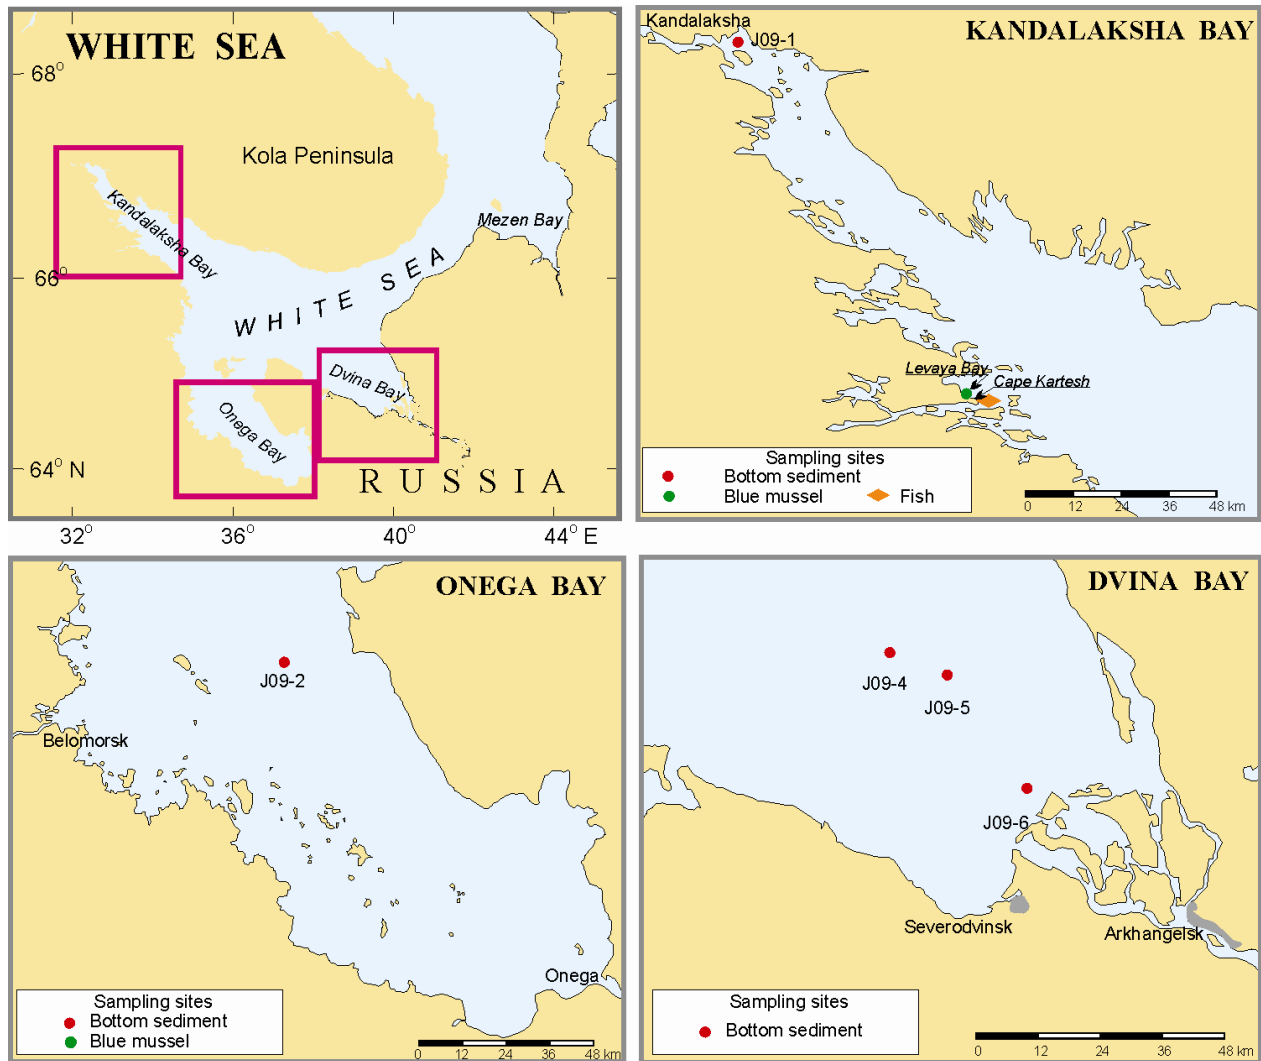 WHITE SEA
68°
Kola Peninsula
Kandalaksha Bay
Mezen Bay
66°
WHITE SEA
Dvina Bay
Onega Bay
64° N
RUSSIA
32°
36°
40°
44° E
Kandalaksha
J09-1
KANDALAKSHA BAY
Levaya Bay
Cape Kartesh
Sampling sites
Bottom sediment
Blue mussel
Fish
0 12 24 36 48 km
ONEGA BAY
J09-2
Belomorsk
Onega
Sampling sites
Bottom sediment
Blue mussel
0 12 24 36 48 km
DVINA BAY
J09-4
J09-5
J09-6
Severodvinsk
Arkhangelsk
Sampling sites
Bottom sediment
0 12 24 36 48 km